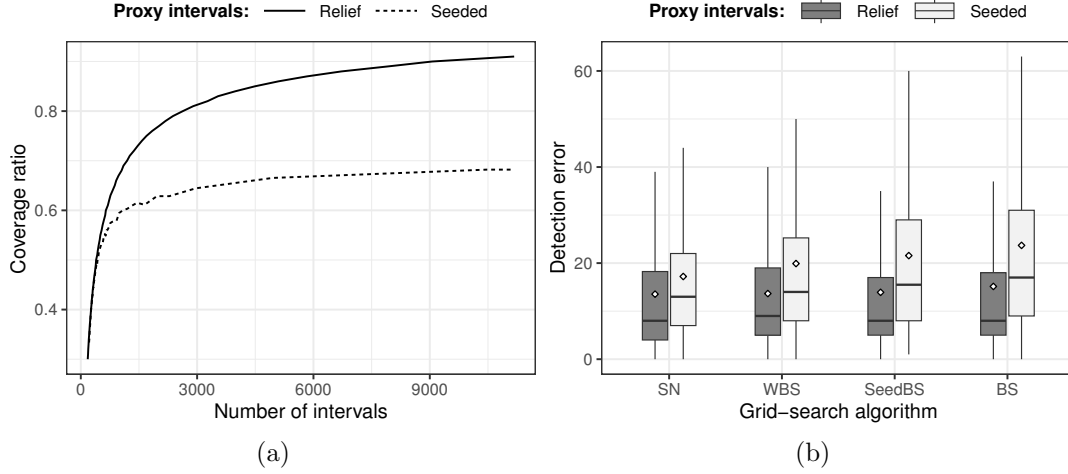 Proxy intervals: Relief Seeded
Coverage ratio
0.8
0.6
0.4
0 3000 6000 9000
Number of intervals
(a)
Proxy intervals: Relief Seeded
Detection error
60
40
20
0
SN WBS SeedBS BS
Grid−search algorithm
(b)